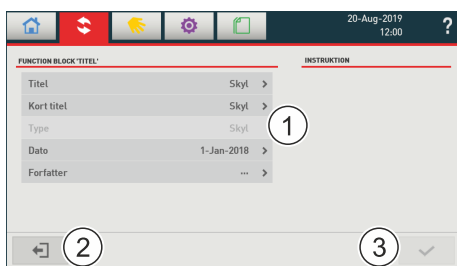 20-Aug-2019
12:00
?
FUNCTION BLOCK 'TITEL'
INSTRUKTION
Titel Skyl >
Kort titel Skyl >
Type Skyl
Dato 1-Jan-2018 >
Forfatter ... >
1
2
3